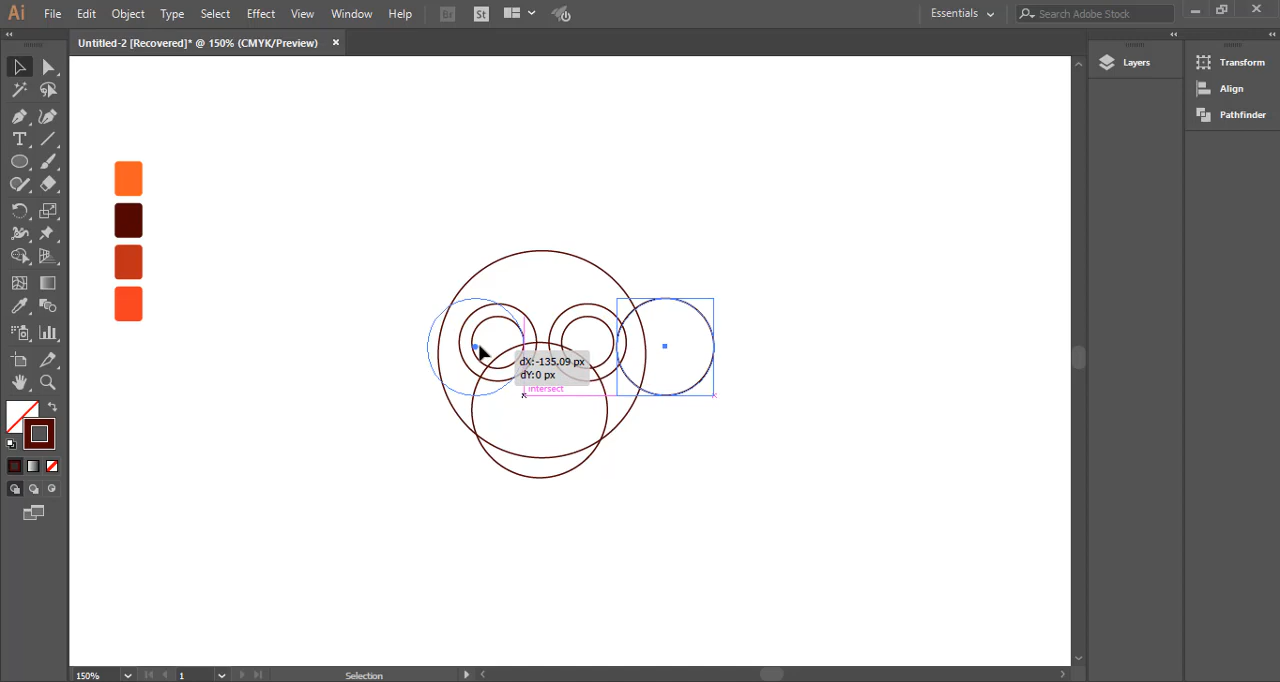 Ai File Edit Object Type Select Effect View Window Help Br St Essentials Search Adobe Stock
Untitled-2 [Recovered]* @ 150% (CMYK/Preview) ×
Layers
Transform
Align
Pathfinder
T
dX:-135.09 px
dY:0 px
intersect
150% 1 Selection